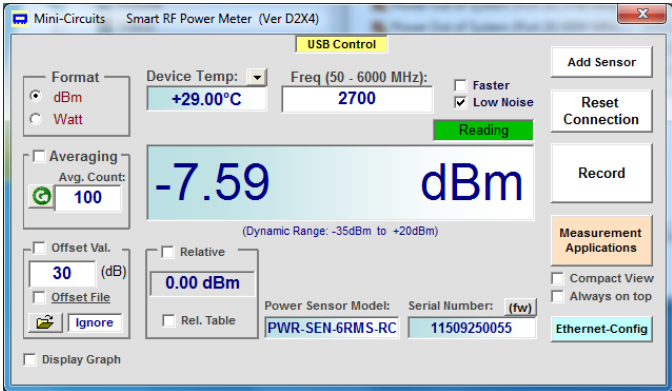 Mini-Circuits Smart RF Power Meter (Ver D2X4)
USB Control
Format
dBm
Watt
Device Temp:
+29.00°C
Freq (50 - 6000 MHz):
2700
Faster
Low Noise
Reading
Add Sensor
Reset
Connection
Averaging
Avg. Count:
100
-7.59 dBm
(Dynamic Range: -35dBm to +20dBm)
Record
Offset Val.
30 (dB)
Offset File
Ignore
Relative
0.00 dBm
Rel. Table
Power Sensor Model:
PWR-SEN-6RMS-RC
Serial Number: (fw)
11509250055
Measurement
Applications
Compact View
Always on top
Ethernet-Config
Display Graph